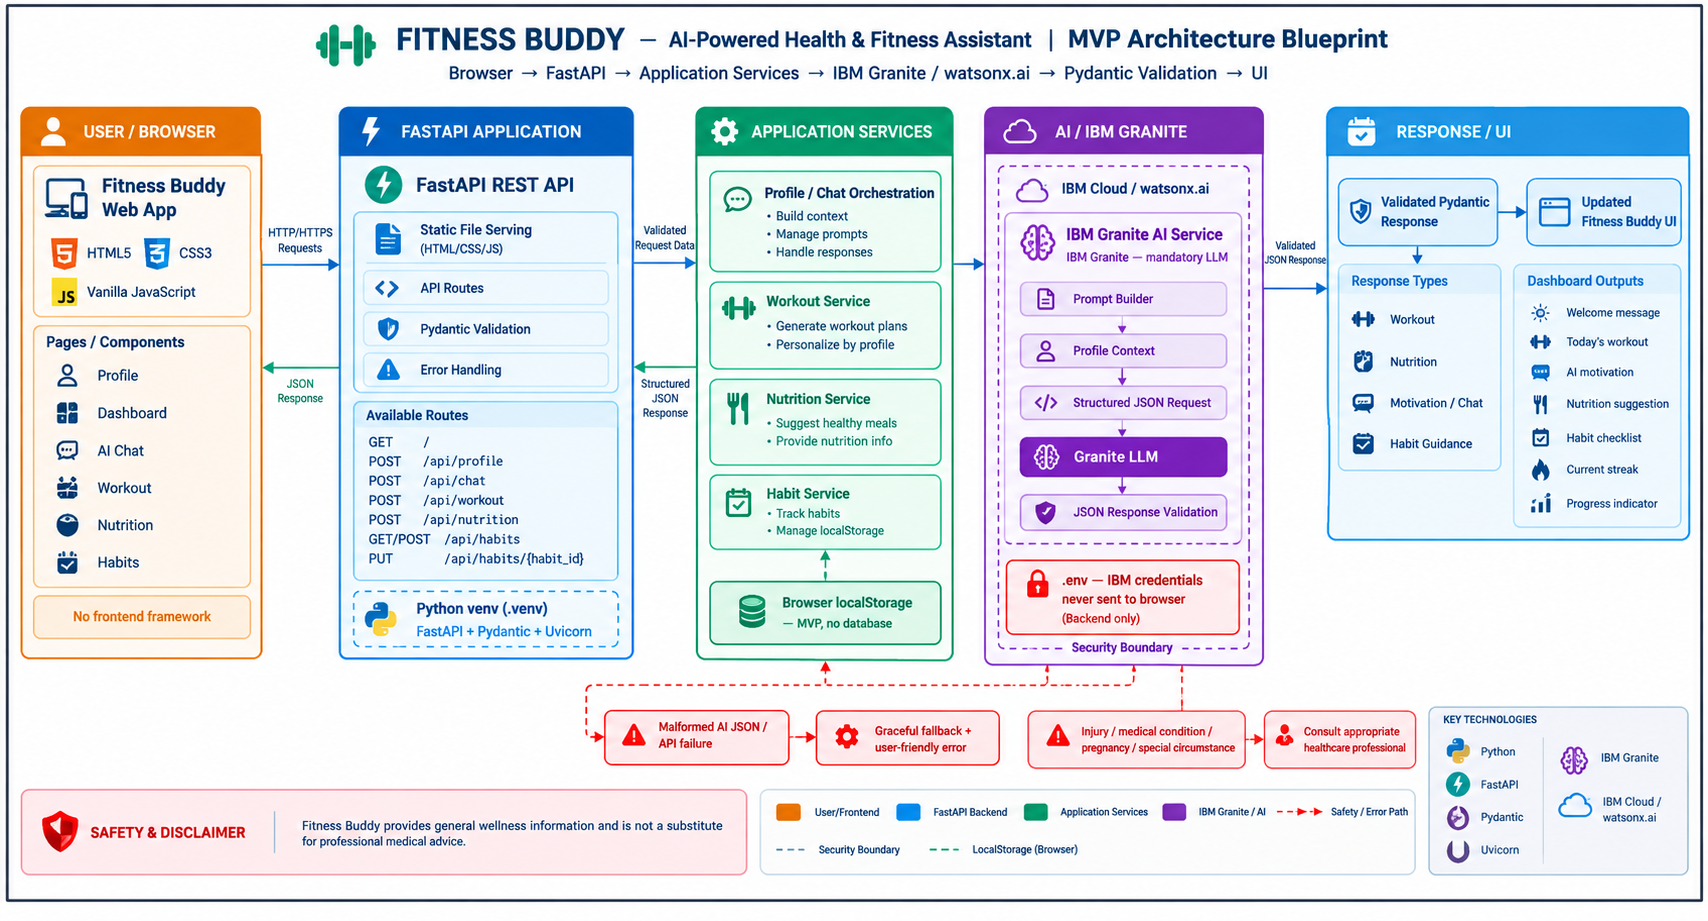 FITNESS BUDDY — AI-Powered Health & Fitness Assistant | MVP Architecture Blueprint
Browser → FastAPI → Application Services → IBM Granite / watsonx.ai → Pydantic Validation → UI
USER / BROWSER
Fitness Buddy
Web App
HTML5
CSS3
JS
Vanilla JavaScript
Pages / Components
Profile
Dashboard
AI Chat
Workout
Nutrition
Habits
No frontend framework
HTTP/HTTPS
Requests
JSON
Response
FASTAPI APPLICATION
FastAPI REST API
Static File Serving
(HTML/CSS/JS)
API Routes
Pydantic Validation
Error Handling
Available Routes
GET /
POST /api/profile
POST /api/chat
POST /api/workout
POST /api/nutrition
GET/POST /api/habits
PUT /api/habits/{habit_id}
Python venv (.venv)
FastAPI + Pydantic + Uvicorn
Validated
Request Data
Structured
JSON
Response
APPLICATION SERVICES
Profile / Chat Orchestration
• Build context
• Manage prompts
• Handle responses
Workout Service
• Generate workout plans
• Personalize by profile
Nutrition Service
• Suggest healthy meals
• Provide nutrition info
Habit Service
• Track habits
• Manage localStorage
Browser localStorage
— MVP, no database
AI / IBM GRANITE
IBM Cloud / watsonx.ai
IBM Granite AI Service
IBM Granite — mandatory LLM
Prompt Builder
Profile Context
Structured JSON Request
Granite LLM
JSON Response Validation
.env — IBM credentials
never sent to browser
(Backend only)
Security Boundary
Validated
JSON Response
RESPONSE / UI
Validated Pydantic
Response
Updated
Fitness Buddy UI
Response Types
Workout
Nutrition
Motivation / Chat
Habit Guidance
Dashboard Outputs
Welcome message
Today's workout
AI motivation
Nutrition suggestion
Habit checklist
Current streak
Progress indicator
Malformed AI JSON /
API failure
Graceful fallback +
user-friendly error
Injury / medical condition /
pregnancy / special circumstance
Consult appropriate
healthcare professional
KEY TECHNOLOGIES
Python
FastAPI
Pydantic
Uvicorn
IBM Granite
IBM Cloud /
watsonx.ai
SAFETY & DISCLAIMER
Fitness Buddy provides general wellness information and is not a substitute
for professional medical advice.
User/Frontend
FastAPI Backend
Application Services
IBM Granite / AI
Safety / Error Path
Security Boundary
LocalStorage (Browser)